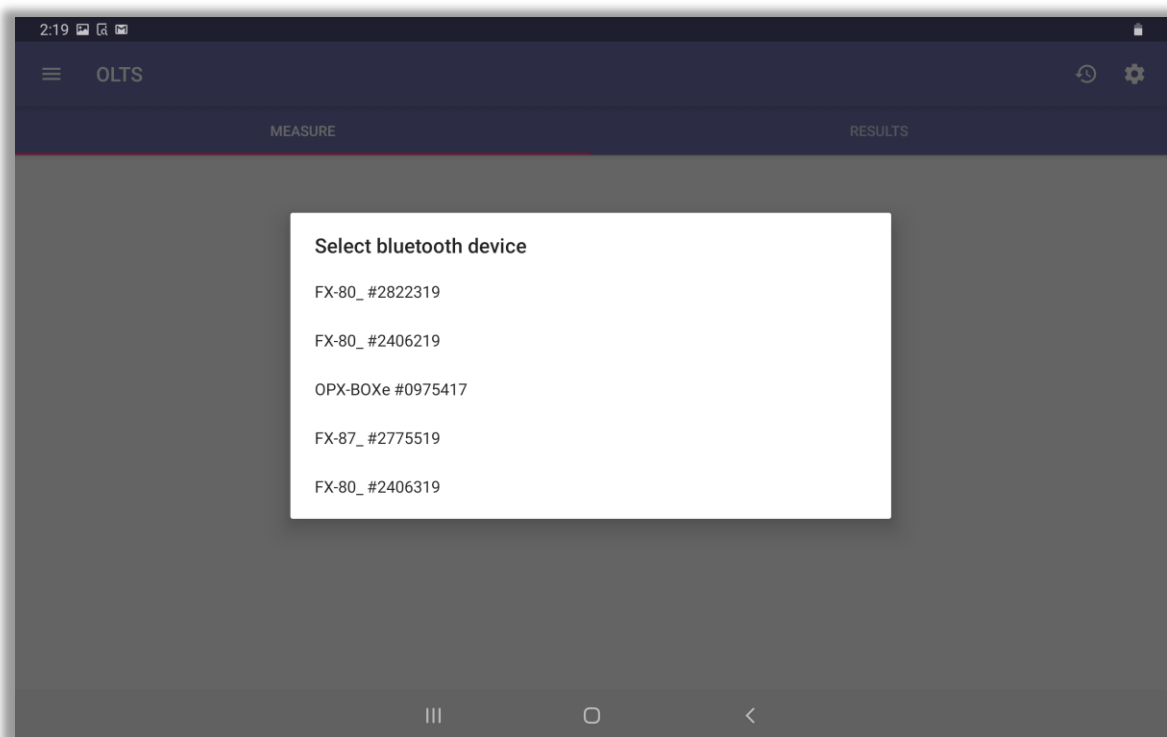 2:19
OLTS
MEASURE RESULTS
Select bluetooth device
FX-80_ #2822319
FX-80_ #2406219
OPX-BOXe #0975417
FX-87_ #2775519
FX-80_ #2406319